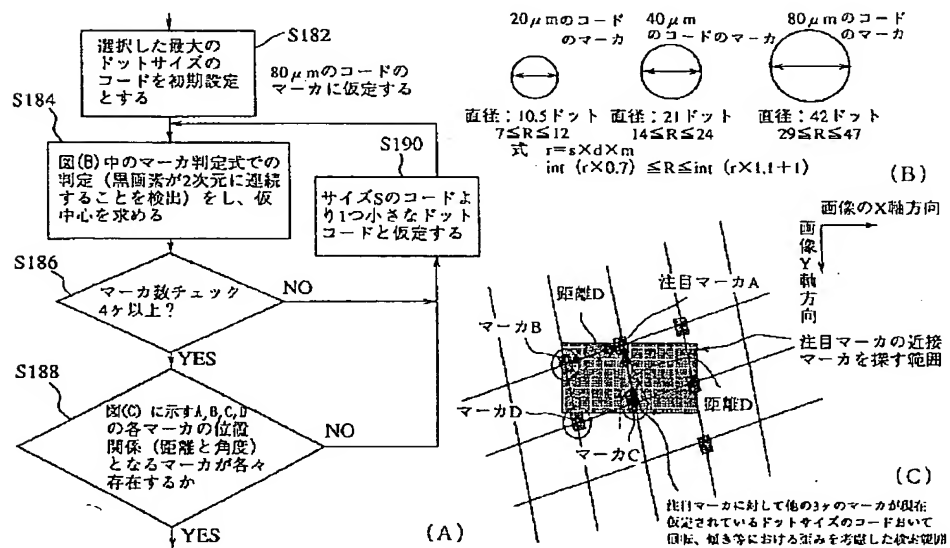 S182
選択した最大の
ドットサイズの
コードを初期設定
とする
80μmのコードの
マーカに仮定する
S184
図(B)中のマーカ判定式での
判定(黒画素が2次元に連続
することを検出)をし、仮
中心を求める
S190
サイズSのコードよ
り1つ小さなドット
コードと仮定する
S186
マーカ数チェック
4ヶ以上?
NO
YES
S188
図(C)に示すA,B,C,D
の各マーカの位置
関係(距離と角度)
となるマーカが各々
存在するか
NO
YES
(A)
20μmのコード
のマーカ
40μm
のコードのマーカ
80μmのコード
のマーカ
直径:10.5ドット
7≦R≦12
直径:21ドット
14≦R≦24
直径:42ドット
29≦R≦47
式 r=s×d×m
int (r×0.7) ≦R≦int (r×1.1+1)
(B)
画像のX軸方向
画像Y軸方向
注目マーカA
距離D
マーカB
注目マーカの近接
マーカを探す範囲
距離D
マーカD
マーカC
(C)
注目マーカに対して他の3ヶのマーカが現在
仮定されているドットサイズのコードおいて
回転、傾き等における歪みを考慮した検索範囲